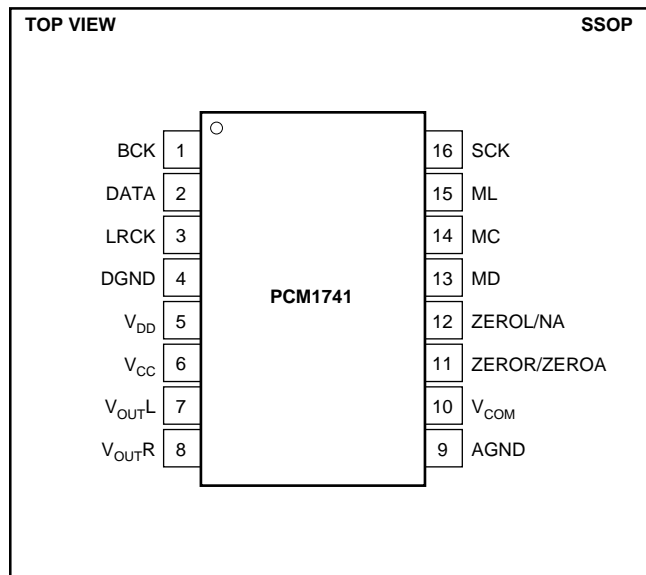 TOP VIEW SSOP
BCK 1 16 SCK
DATA 2 15 ML
LRCK 3 14 MC
DGND 4 13 MD
PCM1741
VDD 5 12 ZEROL/NA
VCC 6 11 ZEROR/ZEROA
VOUTL 7 10 VCOM
VOUTR 8 9 AGND